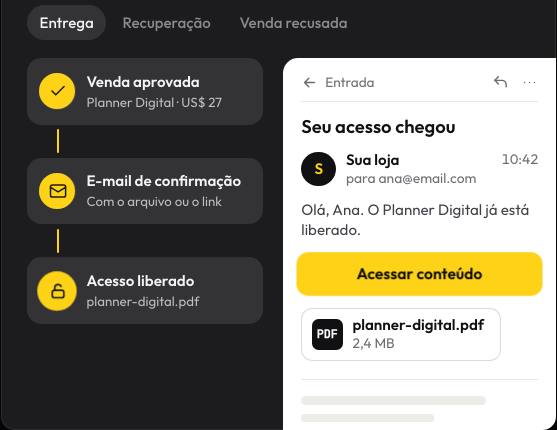 Entrega
Recuperação
Venda recusada
Venda aprovada
Planner Digital · US$ 27
E-mail de confirmação
Com o arquivo ou o link
Acesso liberado
planner-digital.pdf
Entrada
Seu acesso chegou
S
Sua loja
10:42
para ana@email.com
Olá, Ana. O Planner Digital já está
liberado.
Acessar conteúdo
PDF
planner-digital.pdf
2,4 MB